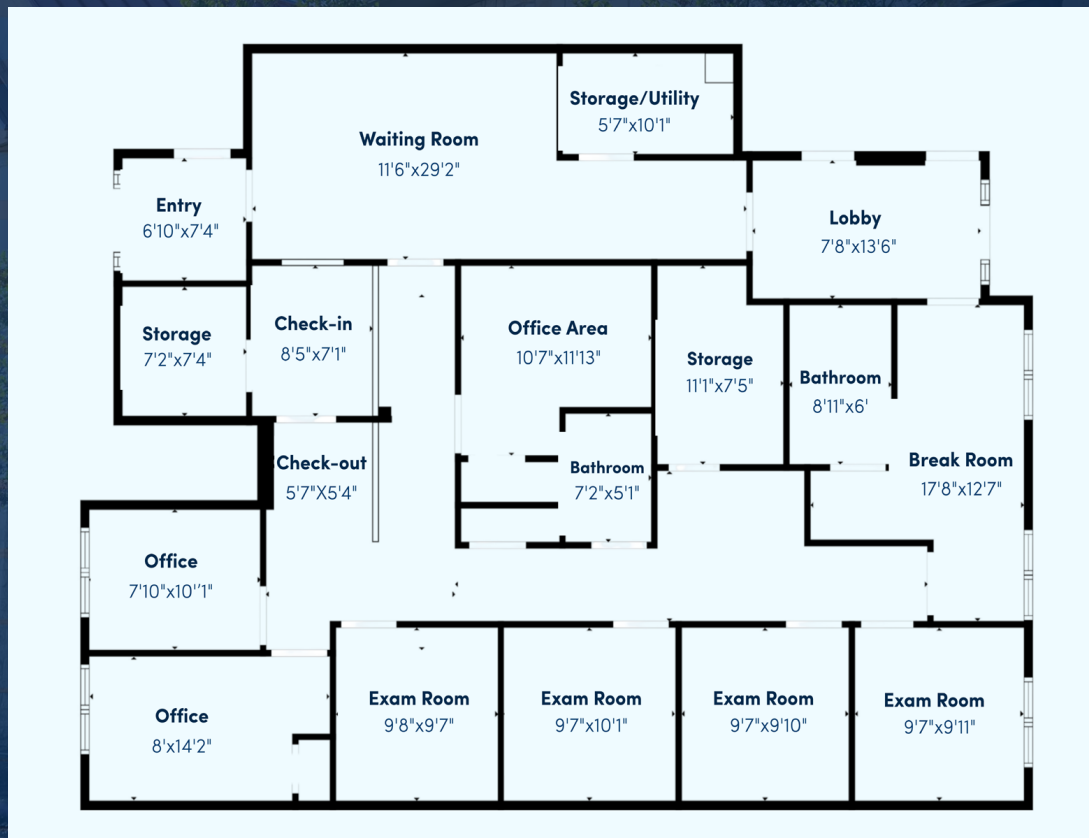 Storage/Utility
5'7"x10'1"
Waiting Room
11'6"x29'2"
Entry
6'10"x7'4"
Lobby
7'8"x13'6"
Storage
7'2"x7'4"
Check-in
8'5"x7'1"
Office Area
10'7"x11'13"
Storage
11'1"x7'5"
Bathroom
8'11"x6'
Check-out
5'7"X5'4"
Bathroom
7'2"x5'1"
Break Room
17'8"x12'7"
Office
7'10"x10''1"
Office
8'x14'2"
Exam Room
9'8"x9'7"
Exam Room
9'7"x10'1"
Exam Room
9'7"x9'10"
Exam Room
9'7"x9'11"